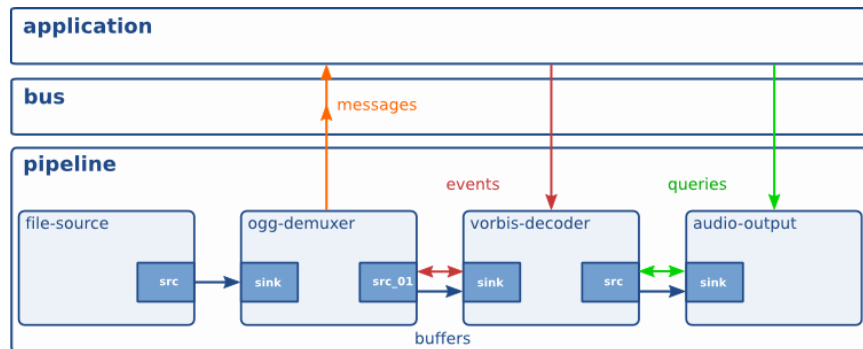 application
bus
messages
pipeline
events
queries
file-source
ogg-demuxer
vorbis-decoder
audio-output
src
sink
src_01
sink
src
sink
buffers